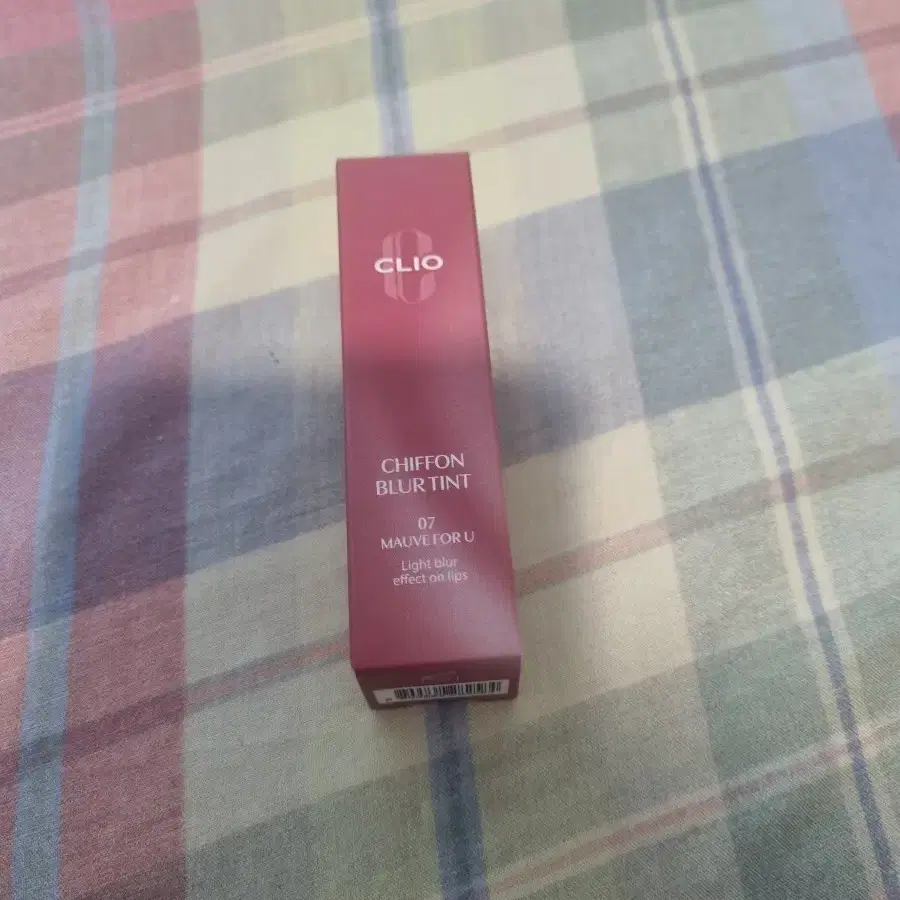 CLIO
CHIFFON
BLUR TINT
07
MAUVE FOR U
Light blur
effect on lips